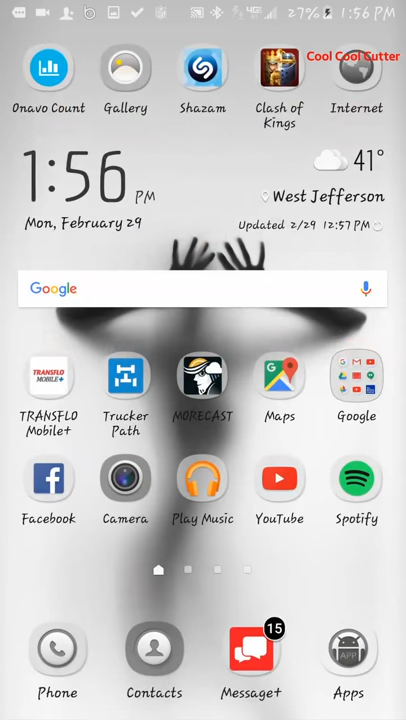 4G
27% 1:56 PM
Cool Cool Cutter
Onavo Count Gallery Shazam Clash of Kings Internet
1:56 PM
41°
West Jefferson
Mon, February 29
Updated 2/29 12:57 PM
Google
TRANSFLO
MOBILE+
TRANSFLO Mobile+ Trucker Path MORECAST Maps Google
Facebook Camera Play Music YouTube Spotify
15
APP
Phone Contacts Message+ Apps